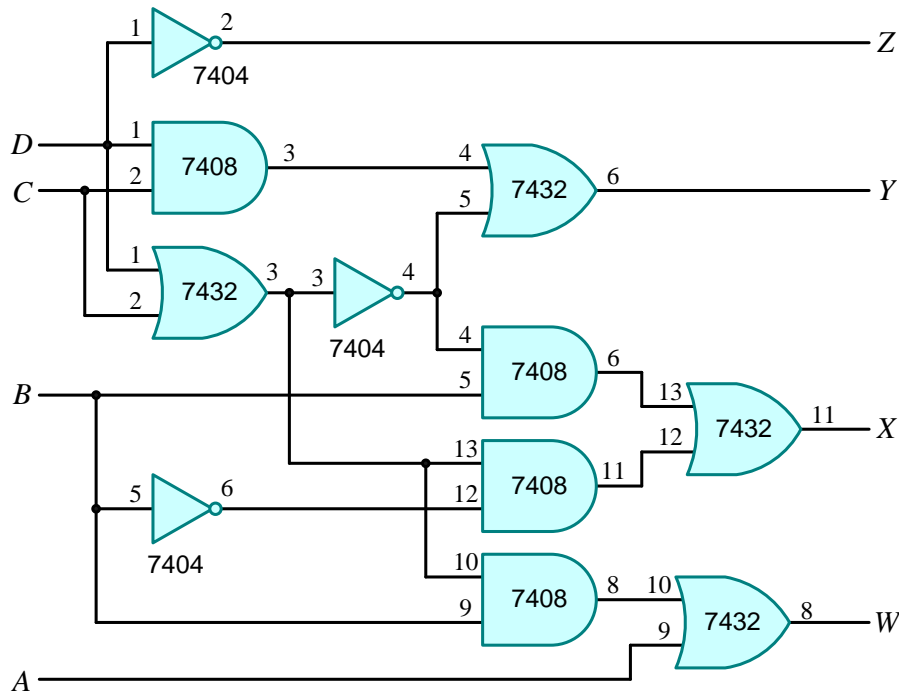 1 2 Z
7404
D 1 3 4
7408 7432 6 Y
C 2 5
1 3 3 4
7432
2 7404 4 6
7408
B 5 13
7432 11 X
13 12
7408 11
5 6 12
7404
10 8 10
7408 7432 8 W
9 9
A